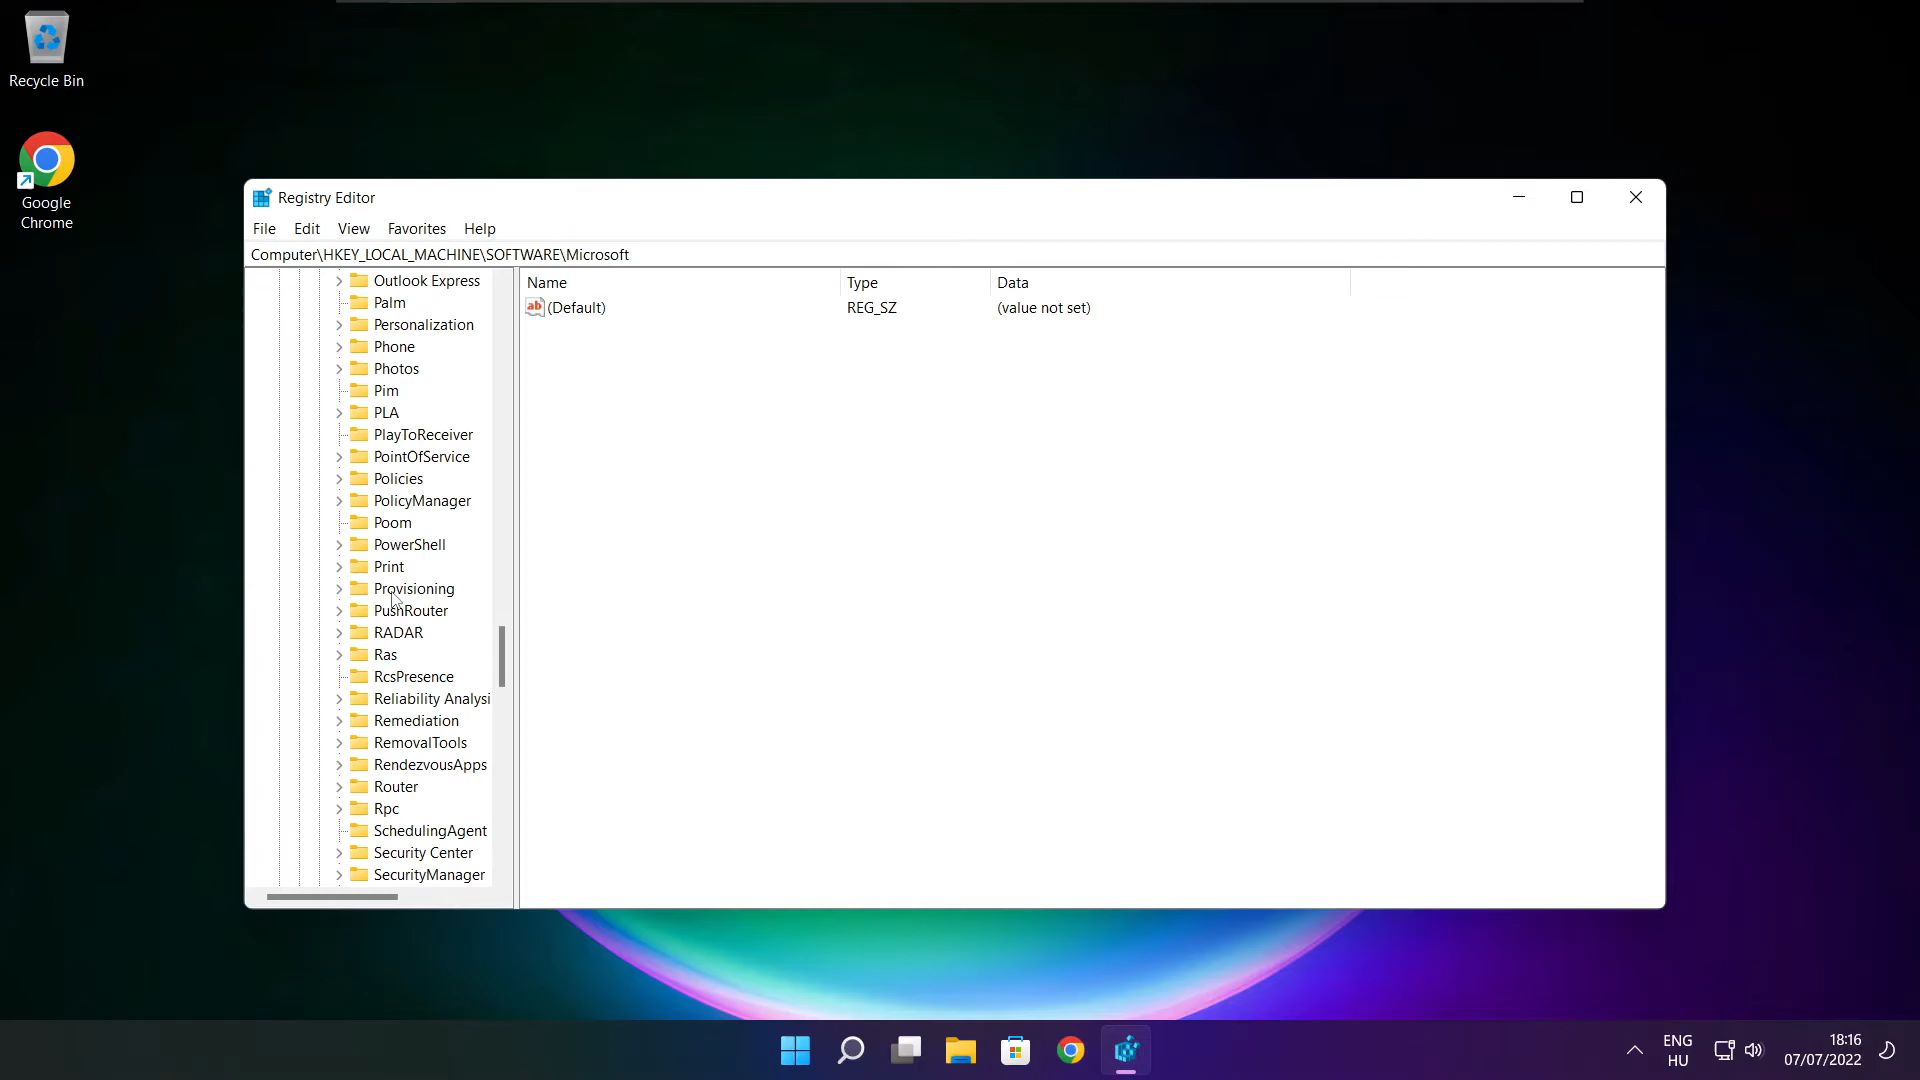 Recycle Bin
Google
Chrome
Registry Editor
File Edit View Favorites Help
Computer\HKEY_LOCAL_MACHINE\SOFTWARE\Microsoft
Outlook Express
Palm
Personalization
Phone
Photos
Pim
PLA
PlayToReceiver
PointOfService
Policies
PolicyManager
Poom
PowerShell
Print
Provisioning
PushRouter
RADAR
Ras
RcsPresence
Reliability Analysi
Remediation
RemovalTools
RendezvousApps
Router
Rpc
SchedulingAgent
Security Center
SecurityManager
Name Type Data
ab (Default) REG_SZ (value not set)
ENG
HU
18:16
07/07/2022